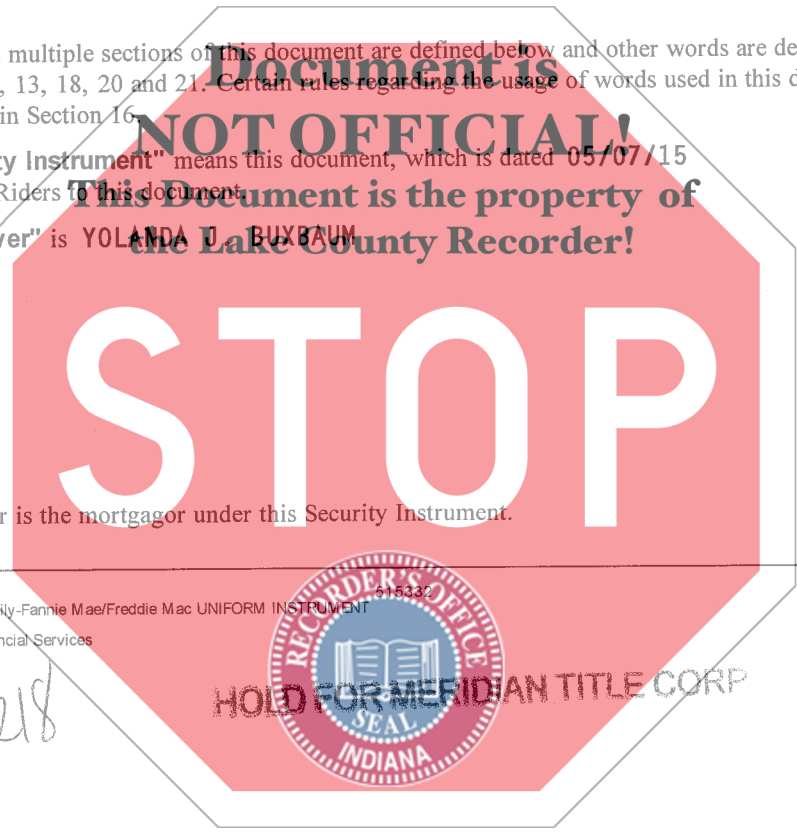 multiple sections of this document are defined below and other words are de
, 13, 18, 20 and 21. Certain rules regarding the usage of words used in this d
in Section 16.
ty Instrument" means this document, which is dated 05/07/15
Riders to this document.
ver" is YOLANDA J. BUXBAUM
Document is
NOT OFFICIAL!
This Document is the property of
the Lake County Recorder!
STOP
r is the mortgagor under this Security Instrument.
515332
ily-Fannie Mae/Freddie Mac UNIFORM INSTRUMENT
ncial Services
218
HOLD FOR MERIDIAN TITLE CORP
RECORDER'S OFFICE
SEAL
INDIANA